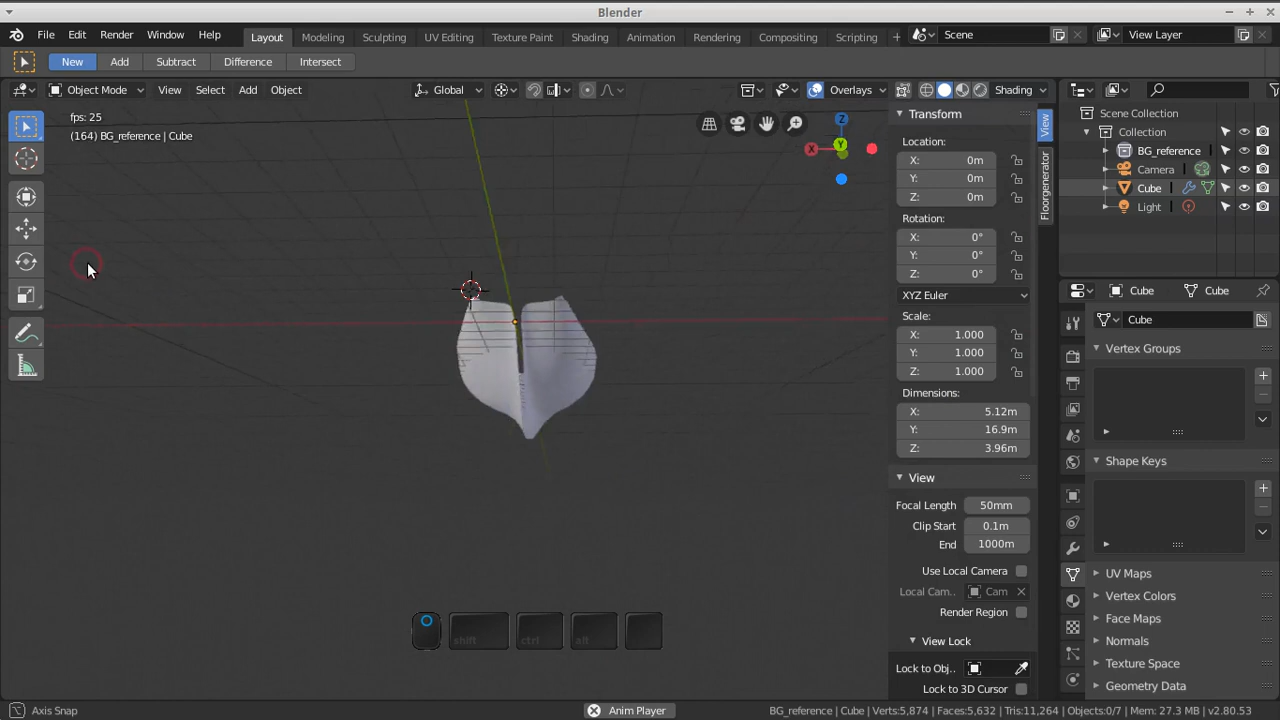 Blender
File Edit Render Window Help Layout Modeling Sculpting UV Editing Texture Paint Shading Animation Rendering Compositing Scripting + Scene View Layer
New Add Subtract Difference Intersect
Object Mode View Select Add Object Global Overlays Shading
fps: 25
(164) BG_reference | Cube
Z
X
Y
Transform
Location:
X: 0m
Y: 0m
Z: 0m
Rotation:
X: 0°
Y: 0°
Z: 0°
XYZ Euler
Scale:
X: 1.000
Y: 1.000
Z: 1.000
Dimensions:
X: 5.12m
Y: 16.9m
Z: 3.96m
View
Focal Length 50mm
Clip Start 0.1m
End 1000m
Use Local Camera
Local Cam.. Cam
Render Region
View Lock
Lock to Obj..
Lock to 3D Cursor
View
Floorgenerator
Scene Collection
Collection
BG_reference
Camera
Cube
Light
Cube Cube
Cube
Vertex Groups
Shape Keys
UV Maps
Vertex Colors
Face Maps
Normals
Texture Space
Geometry Data
shift ctrl alt
Axis Snap Anim Player BG_reference | Cube | Verts:5,874 | Faces:5,632 | Tris:11,264 | Objects:0/7 | Mem: 27.3 MB | v2.80.53